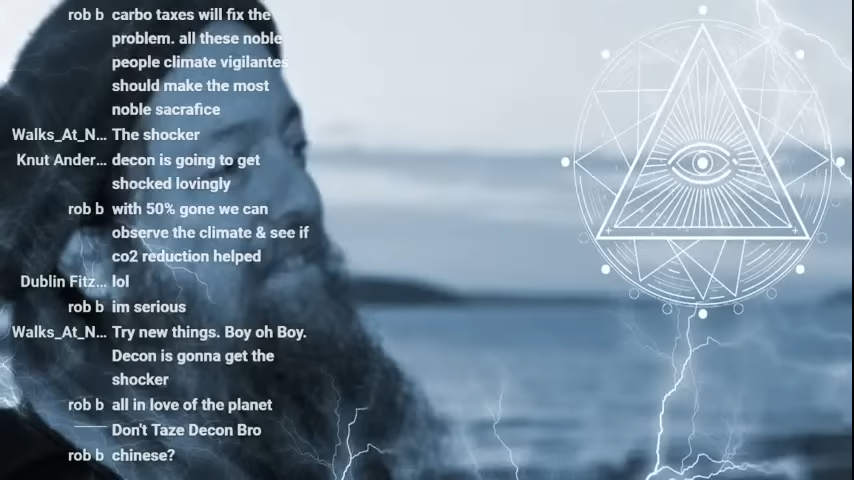 rob b carbo taxes will fix the
problem. all these noble
people climate vigilantes
should make the most
noble sacrafice
Walks_At_N... The shocker
Knut Ander... decon is going to get
shocked lovingly
rob b with 50% gone we can
observe the climate & see if
co2 reduction helped
Dublin Fitz... lol
rob b im serious
Walks_At_N... Try new things. Boy oh Boy.
Decon is gonna get the
shocker
rob b all in love of the planet
Don't Taze Decon Bro
rob b chinese?